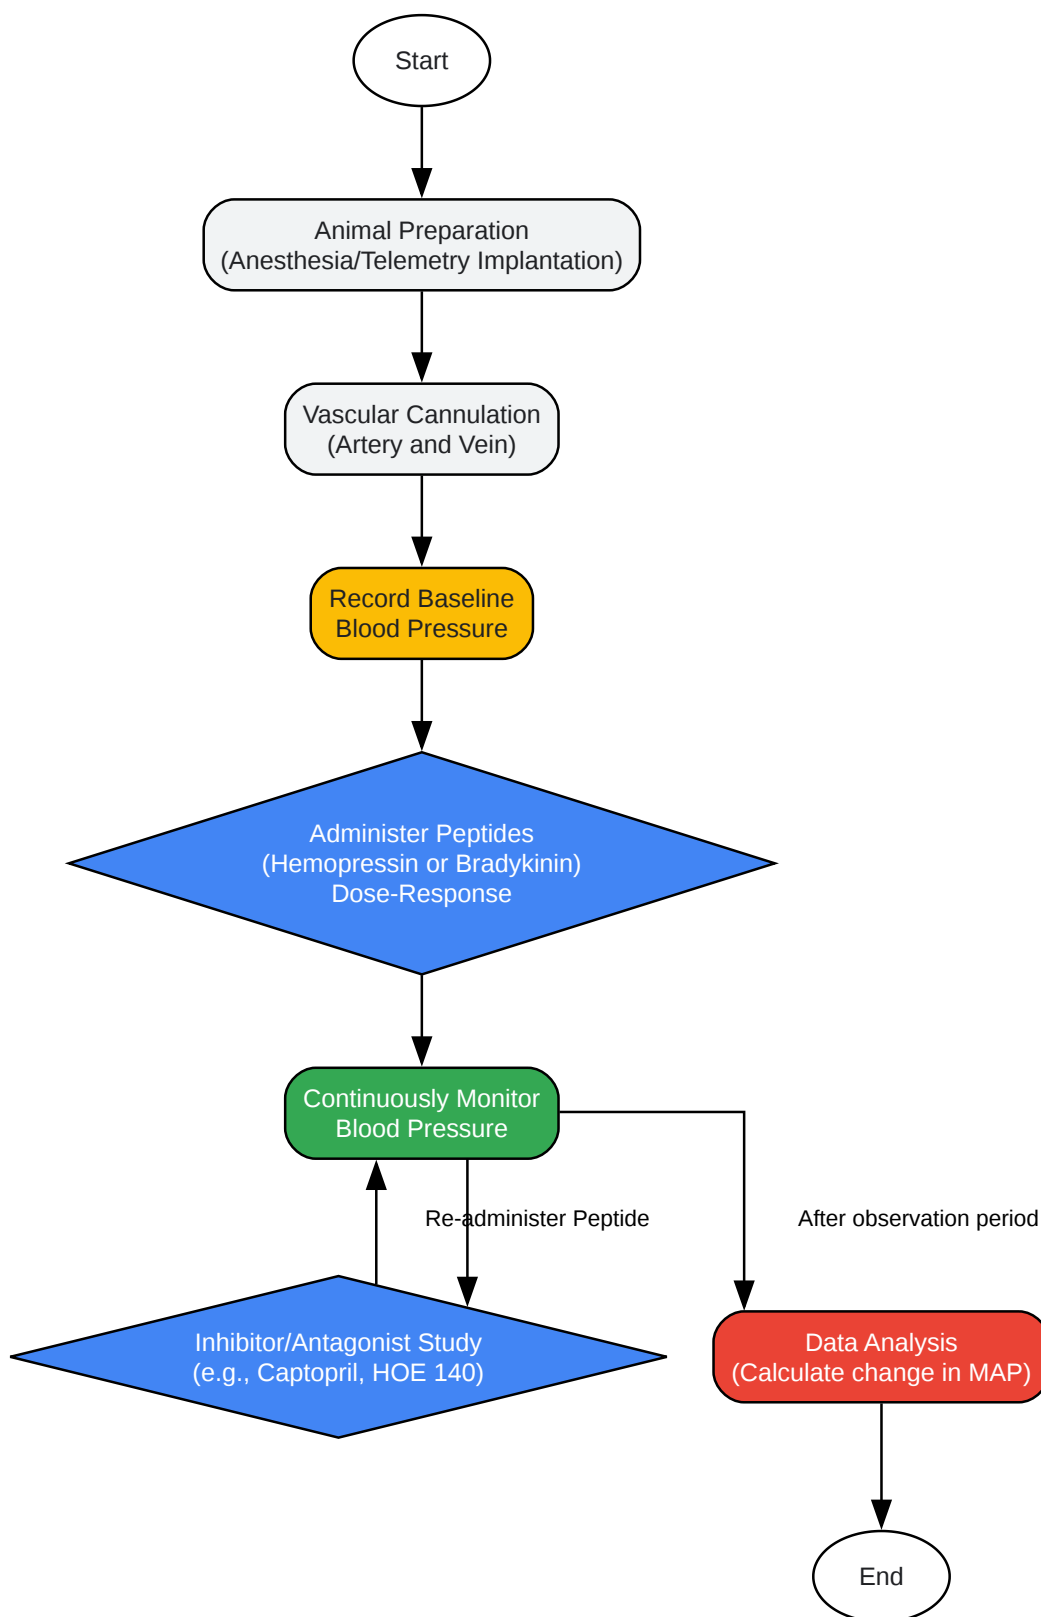 Start
Animal Preparation
(Anesthesia/Telemetry Implantation)
Vascular Cannulation
(Artery and Vein)
Record Baseline
Blood Pressure
Administer Peptides
(Hemopressin or Bradykinin)
Dose-Response
Continuously Monitor
Blood Pressure
Re-administer Peptide
After observation period
Inhibitor/Antagonist Study
(e.g., Captopril, HOE 140)
Data Analysis
(Calculate change in MAP)
End